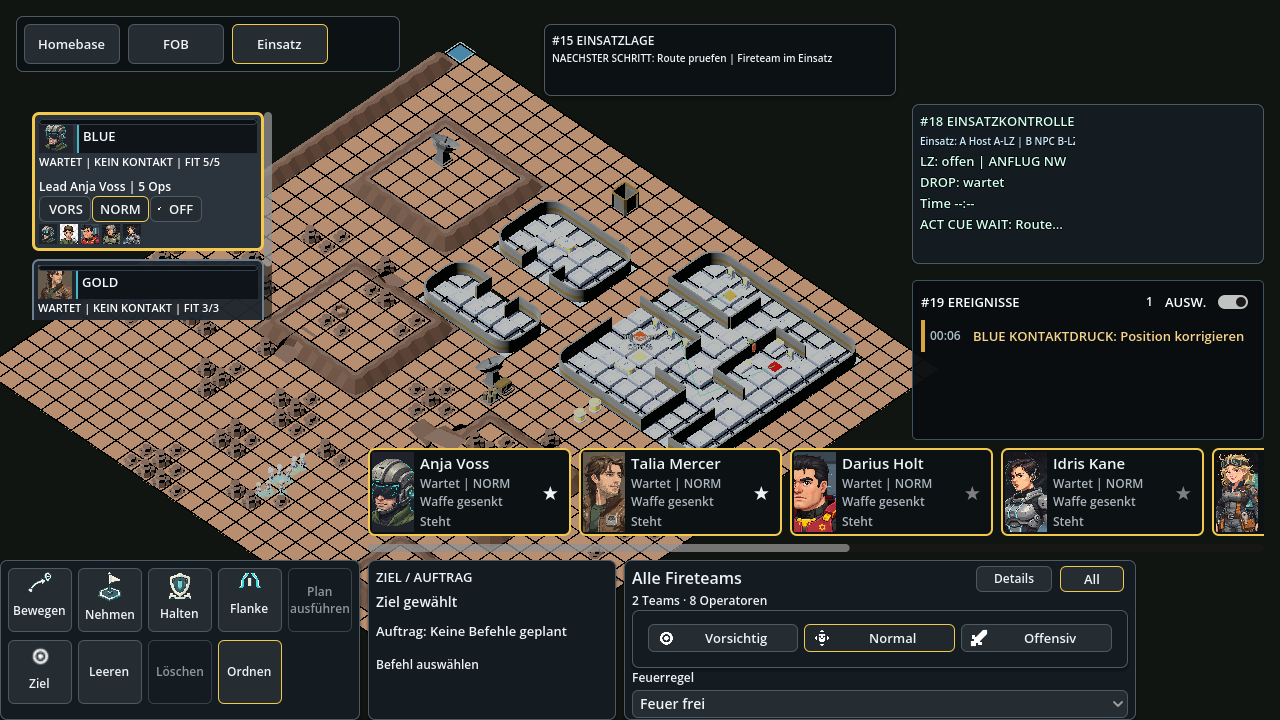 Homebase
FOB
Einsatz
#15 EINSATZLAGE
NAECHSTER SCHRITT: Route pruefen | Fireteam im Einsatz
BLUE
WARTET | KEIN KONTAKT | FIT 5/5
Lead Anja Voss | 5 Ops
VORS
NORM
OFF
GOLD
WARTET | KEIN KONTAKT | FIT 3/3
#18 EINSATZKONTROLLE
Einsatz: A Host A-LZ | B NPC B-LZ
LZ: offen | ANFLUG NW
DROP: wartet
Time --:--
ACT CUE WAIT: Route...
#19 EREIGNISSE
1
AUSW.
00:06
BLUE KONTAKTDRUCK: Position korrigieren
Anja Voss
Wartet | NORM
Waffe gesenkt
Steht
Talia Mercer
Wartet | NORM
Waffe gesenkt
Steht
Darius Holt
Wartet | NORM
Waffe gesenkt
Steht
Idris Kane
Wartet | NORM
Waffe gesenkt
Steht
Bewegen
Nehmen
Halten
Flanke
Plan
ausführen
Ziel
Leeren
Löschen
Ordnen
ZIEL / AUFTRAG
Ziel gewählt
Auftrag: Keine Befehle geplant
Befehl auswählen
Alle Fireteams
Details
All
2 Teams · 8 Operatoren
Vorsichtig
Normal
Offensiv
Feuerregel
Feuer frei